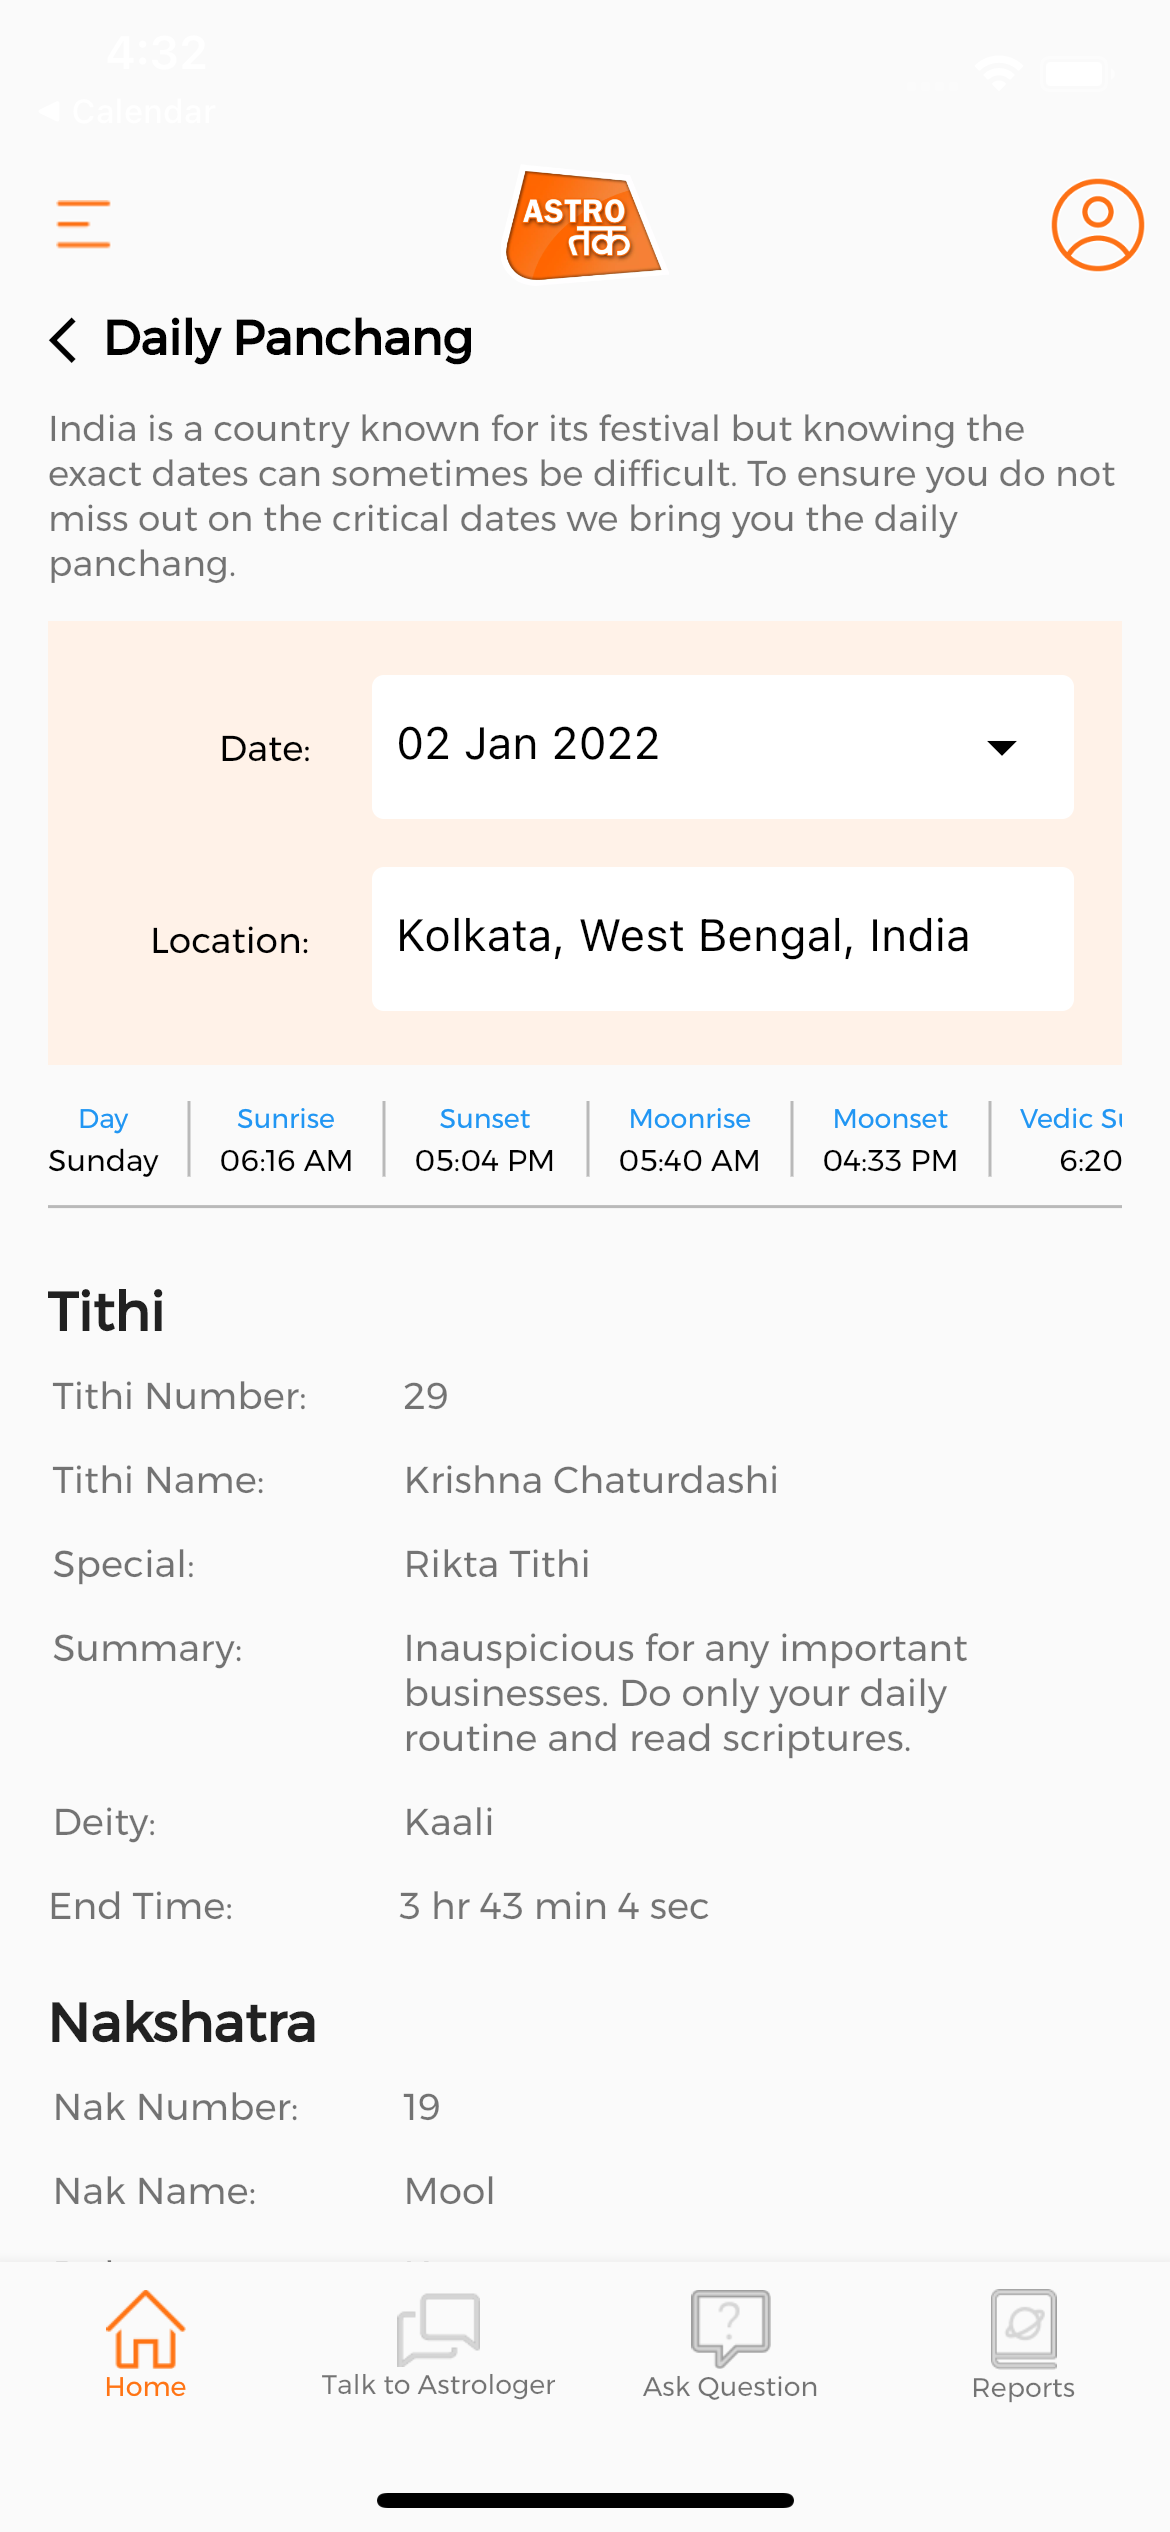 4:32
Calendar
ASTRO
तक
Daily Panchang
India is a country known for its festival but knowing the
exact dates can sometimes be difficult. To ensure you do not
miss out on the critical dates we bring you the daily
panchang.
Date: 02 Jan 2022
Location: Kolkata, West Bengal, India
Day Sunrise Sunset Moonrise Moonset Vedic
Sunday 06:16 AM 05:04 PM 05:40 AM 04:33 PM 6:20
Tithi
Tithi Number: 29
Tithi Name: Krishna Chaturdashi
Special: Rikta Tithi
Summary: Inauspicious for any important
businesses. Do only your daily
routine and read scriptures.
Deity: Kaali
End Time: 3 hr 43 min 4 sec
Nakshatra
Nak Number: 19
Nak Name: Mool
?
Home Talk to Astrologer Ask Question Reports